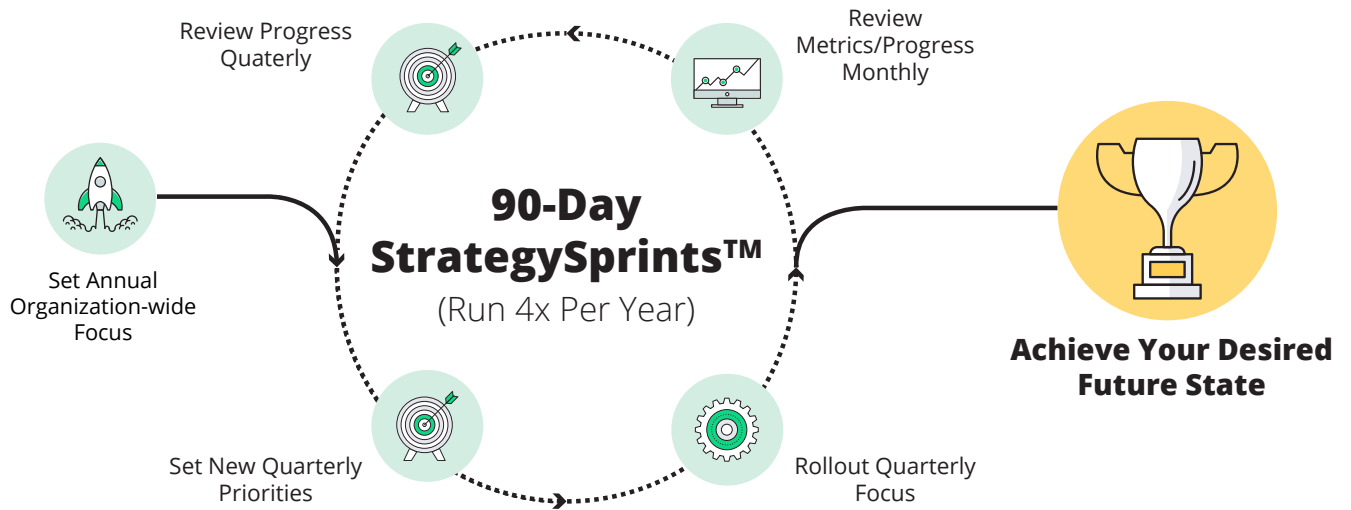 Review Progress
Quaterly
Review
Metrics/Progress
Monthly
90-Day
StrategySprints™
(Run 4x Per Year)
Set Annual
Organization-wide
Focus
Achieve Your Desired
Future State
Set New Quarterly
Priorities
Rollout Quarterly
Focus